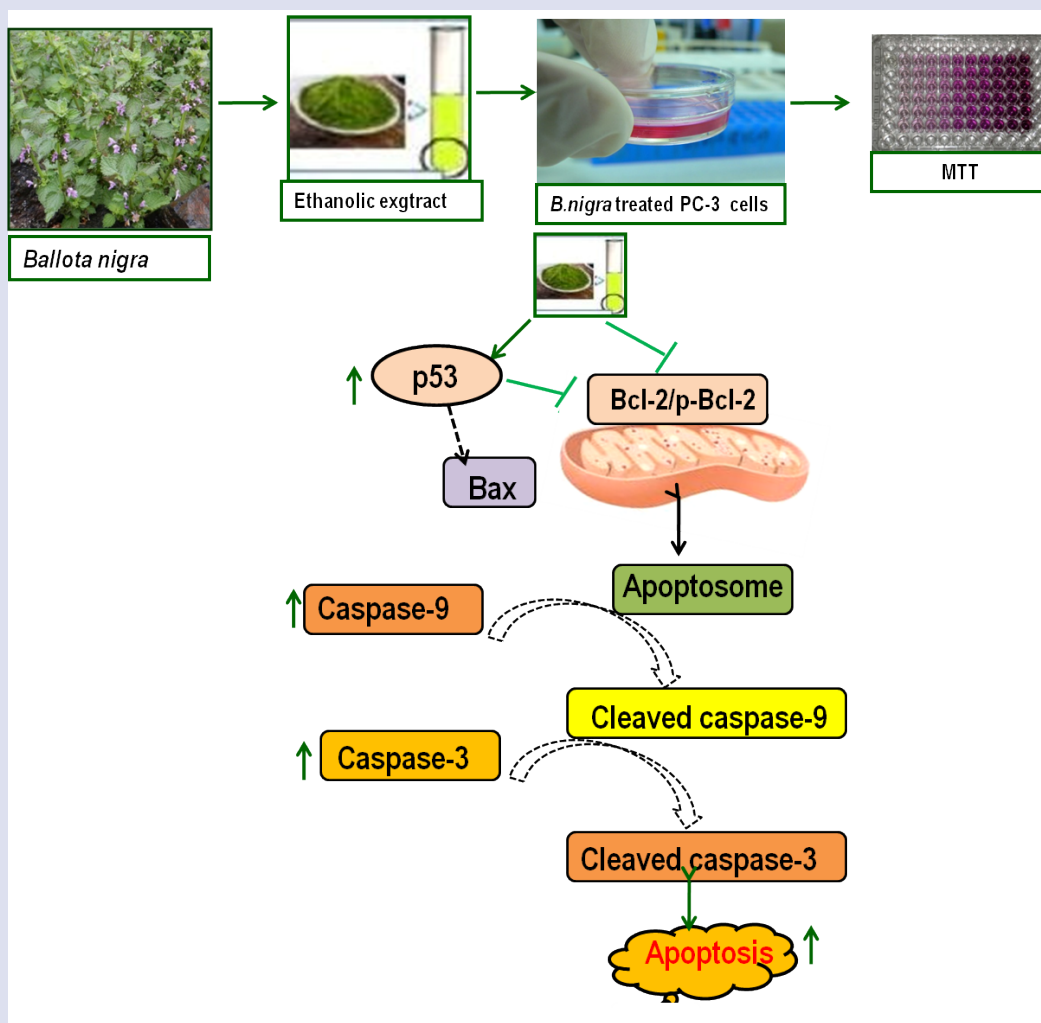 Ballota nigra
Ethanolic exgtract
B.nigra treated PC-3 cells
MTT
p53
Bcl-2/p-Bcl-2
Bax
Apoptosome
Caspase-9
Cleaved caspase-9
Caspase-3
Cleaved caspase-3
Apoptosis